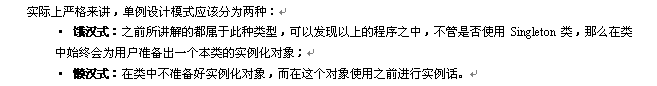 实际上严格来讲,单例设计模式应该分为两种:
• 饿汉式:之前所讲解的都属于此种类型,可以发现以上的程序之中,不管是否使用 Singleton 类,那么在类
中始终会为用户准备出一个本类的实例化对象;
• 懒汉式:在类中不准备好实例化对象,而在这个对象使用之前进行实例话。